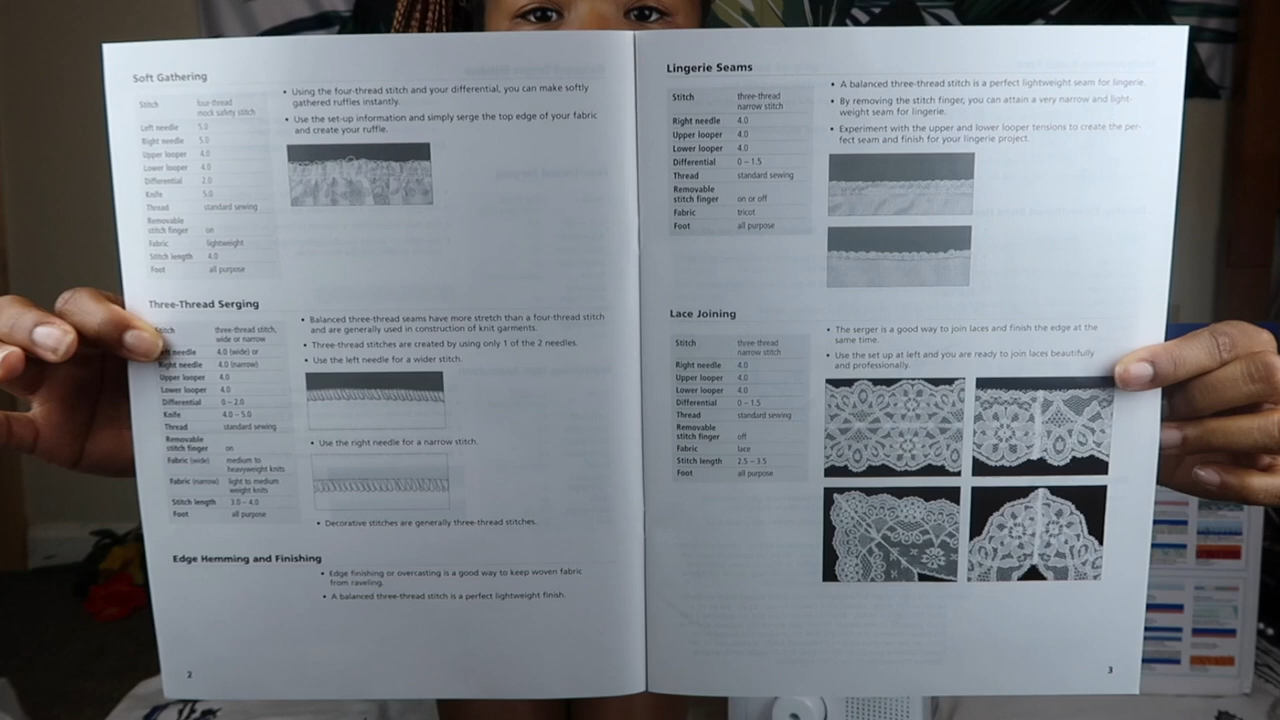 Soft Gathering
Stitch four-thread
mock safety stitch
Left needle 5.0
Right needle 5.0
Upper looper 4.0
Lower looper 4.0
Differential 2.0
Knife 5.0
Thread standard sewing
Removable
stitch finger on
Fabric lightweight
Stitch length 4.0
Foot all purpose
• Using the four-thread stitch and your differential, you can make softly
gathered ruffles instantly.
• Use the set-up information and simply serge the top edge of your fabric
and create your ruffle.
Three-Thread Serging
Stitch three-thread stitch,
wide or narrow
Left needle 4.0 (wide) or
Right needle 4.0 (narrow)
Upper looper 4.0
Lower looper 4.0
Differential 0 – 2.0
Knife 4.0 – 5.0
Thread standard sewing
Removable
stitch finger on
Fabric (wide) medium to
heavyweight knits
Fabric (narrow) light to medium
weight knits
Stitch length 3.0 – 4.0
Foot all purpose
• Balanced three-thread seams have more stretch than a four-thread stitch
and are generally used in construction of knit garments.
• Three-thread stitches are created by using only 1 of the 2 needles.
• Use the left needle for a wider stitch.
• Use the right needle for a narrow stitch.
• Decorative stitches are generally three-thread stitches.
Edge Hemming and Finishing
• Edge finishing or overcasting is a good way to keep woven fabric
from raveling.
• A balanced three-thread stitch is a perfect lightweight finish.
2
Lingerie Seams
Stitch three-thread
narrow stitch
Right needle 4.0
Upper looper 4.0
Lower looper 4.0
Differential 0 – 1.5
Thread standard sewing
Removable
stitch finger on or off
Fabric tricot
Foot all purpose
• A balanced three-thread stitch is a perfect lightweight seam for lingerie.
• By removing the stitch finger, you can attain a very narrow and light-
weight seam for lingerie.
• Experiment with the upper and lower looper tensions to create the per-
fect seam and finish for your lingerie project.
Lace Joining
Stitch three thread
narrow stitch
Right needle 4.0
Upper looper 4.0
Lower looper 4.0
Differential 0 – 1.5
Thread standard sewing
Removable
stitch finger off
Fabric lace
Stitch length 2.5 – 3.5
Foot all purpose
• The serger is a good way to join laces and finish the edge at the
same time.
• Use the set up at left and you are ready to join laces beautifully
and professionally.
3